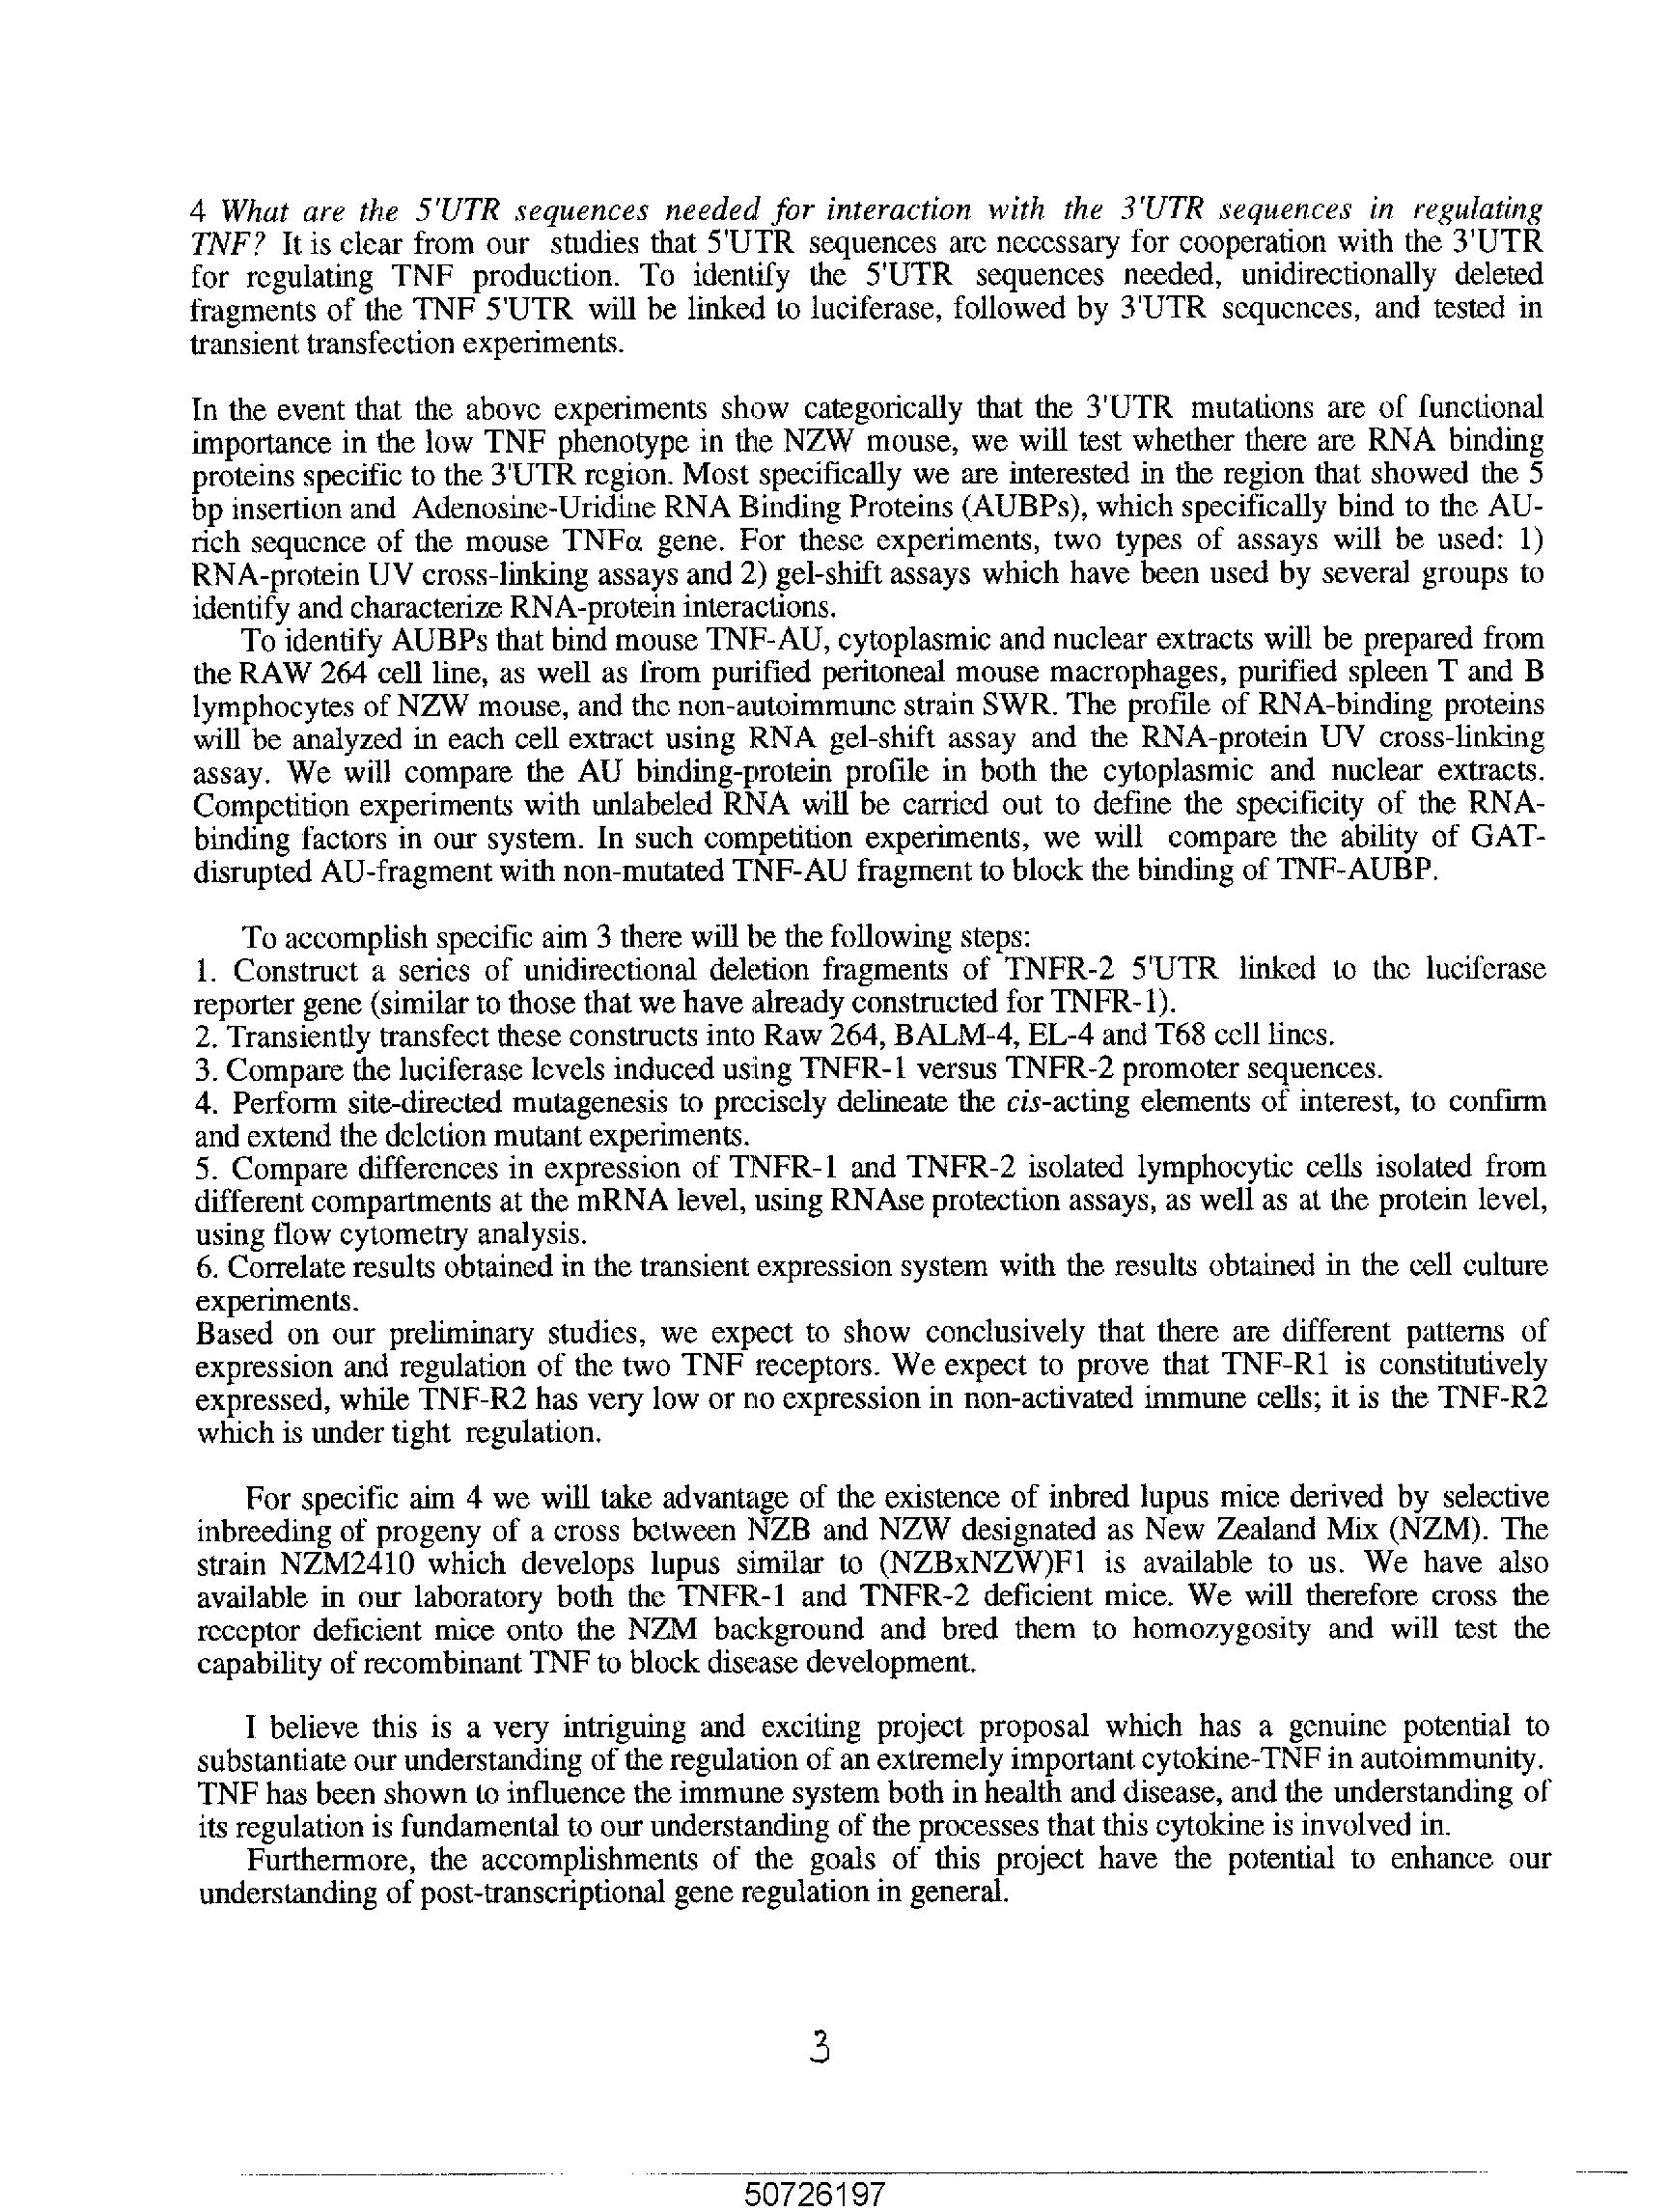 4 What are the 5'UTR sequences needed for interaction with the 3'UTR sequences in regulating
TNF? It is clear from our studies that 5'UTR sequences are necessary for cooperation with the 3'UTR
for regulating TNF production. To identify the 5'UTR sequences needed, unidirectionally deleted
fragments of the TNF 5'UTR will be linked to luciferase, followed by 3'UTR sequences, and tested in
transient transfection experiments.
In the event that the above experiments show categorically that the 3'UTR mutations are of functional
importance in the low TNF phenotype in the NZW mouse, we will test whether there are RNA binding
proteins specific to the 3'UTR region. Most specifically we are interested in the region that showed the 5
bp insertion and Adenosine-Uridine RNA Binding Proteins (AUBPs), which specifically bind to the AU-
rich sequence of the mouse TNFα gene. For these experiments, two types of assays will be used: 1)
RNA-protein UV cross-linking assays and 2) gel-shift assays which have been used by several groups to
identify and characterize RNA-protein interactions.
To identify AUBPs that bind mouse TNF-AU, cytoplasmic and nuclear extracts will be prepared from
the RAW 264 cell line, as well as from purified peritoneal mouse macrophages, purified spleen T and B
lymphocytes of NZW mouse, and the non-autoimmune strain SWR. The profile of RNA-binding proteins
will be analyzed in each cell extract using RNA gel-shift assay and the RNA-protein UV cross-linking
assay. We will compare the AU binding-protein profile in both the cytoplasmic and nuclear extracts.
Competition experiments with unlabeled RNA will be carried out to define the specificity of the RNA-
binding factors in our system. In such competition experiments, we will compare the ability of GAT-
disrupted AU-fragment with non-mutated TNF-AU fragment to block the binding of TNF-AUBP.
To accomplish specific aim 3 there will be the following steps:
1. Construct a series of unidirectional deletion fragments of TNFR-2 5'UTR linked to the luciferase
reporter gene (similar to those that we have already constructed for TNFR-1).
2. Transiently transfect these constructs into Raw 264, BALM-4, EL-4 and T68 cell lines.
3. Compare the luciferase levels induced using TNFR-1 versus TNFR-2 promoter sequences.
4. Perform site-directed mutagenesis to precisely delineate the cis-acting elements of interest, to confirm
and extend the deletion mutant experiments.
5. Compare differences in expression of TNFR-1 and TNFR-2 isolated lymphocytic cells isolated from
different compartments at the mRNA level, using RNAse protection assays, as well as at the protein level,
using flow cytometry analysis.
6. Correlate results obtained in the transient expression system with the results obtained in the cell culture
experiments.
Based on our preliminary studies, we expect to show conclusively that there are different patterns of
expression and regulation of the two TNF receptors. We expect to prove that TNF-R1 is constitutively
expressed, while TNF-R2 has very low or no expression in non-activated immune cells; it is the TNF-R2
which is under tight regulation.
For specific aim 4 we will take advantage of the existence of inbred lupus mice derived by selective
inbreeding of progeny of a cross between NZB and NZW designated as New Zealand Mix (NZM). The
strain NZM2410 which develops lupus similar to (NZBxNZW)F1 is available to us. We have also
available in our laboratory both the TNFR-1 and TNFR-2 deficient mice. We will therefore cross the
receptor deficient mice onto the NZM background and bred them to homozygosity and will test the
capability of recombinant TNF to block disease development.
I believe this is a very intriguing and exciting project proposal which has a genuine potential to
substantiate our understanding of the regulation of an extremely important cytokine-TNF in autoimmunity.
TNF has been shown to influence the immune system both in health and disease, and the understanding of
its regulation is fundamental to our understanding of the processes that this cytokine is involved in.
Furthermore, the accomplishments of the goals of this project have the potential to enhance our
understanding of post-transcriptional gene regulation in general.
3
50726197